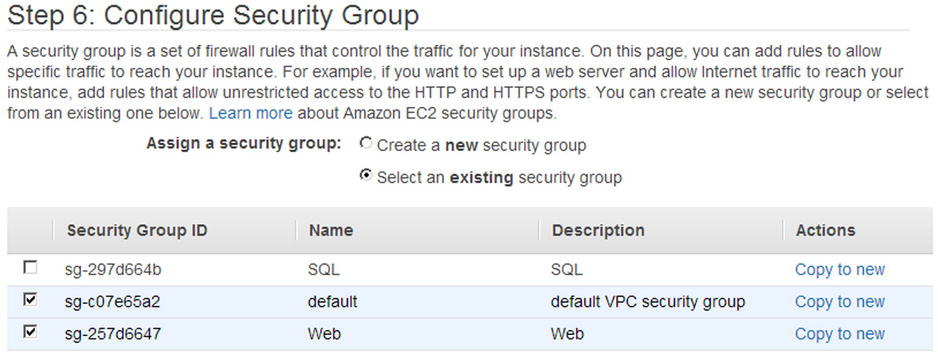 Step 6: Configure Security Group
A security group is a set of firewall rules that control the traffic for your instance. On this page, you can add rules to allow
specific traffic to reach your instance. For example, if you want to set up a web server and allow Internet traffic to reach your
instance, add rules that allow unrestricted access to the HTTP and HTTPS ports. You can create a new security group or select
from an existing one below. Learn more about Amazon EC2 security groups.
Assign a security group: Create a new security group
Select an existing security group
Security Group ID Name Description Actions
sg-297d664b SQL SQL Copy to new
sg-c07e65a2 default default VPC security group Copy to new
sg-257d6647 Web Web Copy to new